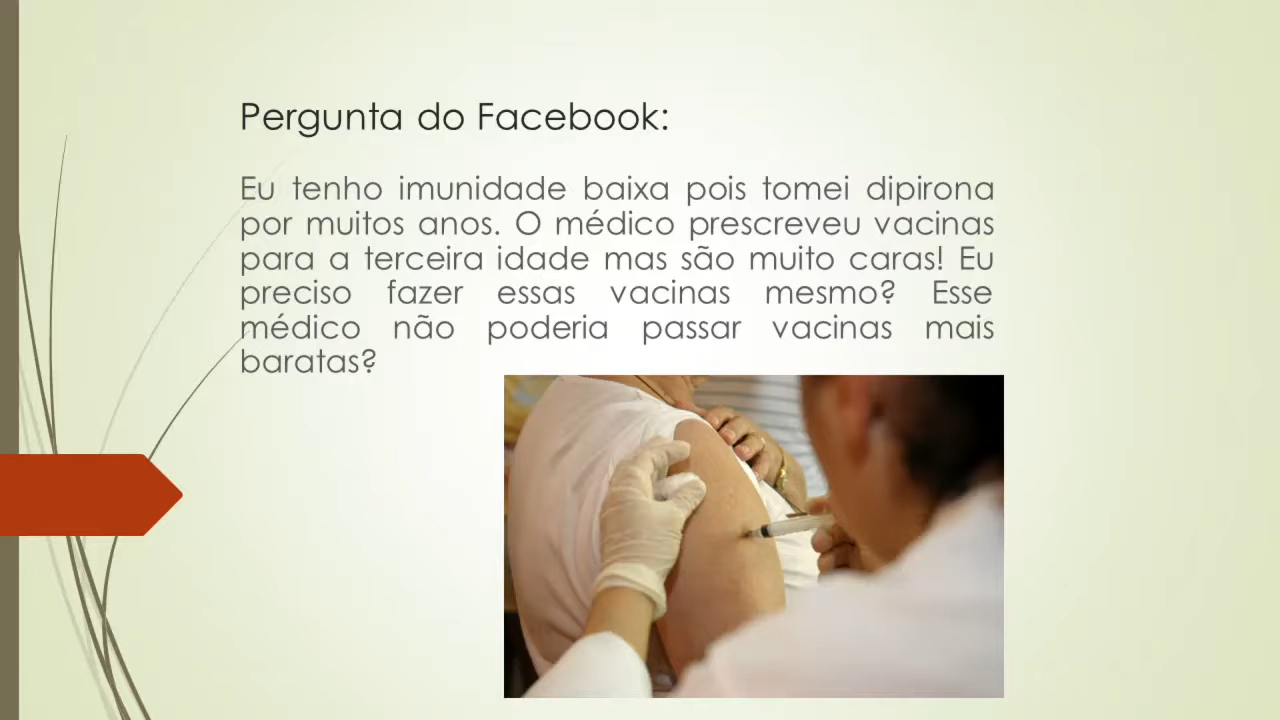 Pergunta do Facebook:
Eu tenho imunidade baixa pois tomei dipirona
por muitos anos. O médico prescreveu vacinas
para a terceira idade mas são muito caras! Eu
preciso fazer essas vacinas mesmo? Esse
médico não poderia passar vacinas mais
baratas?